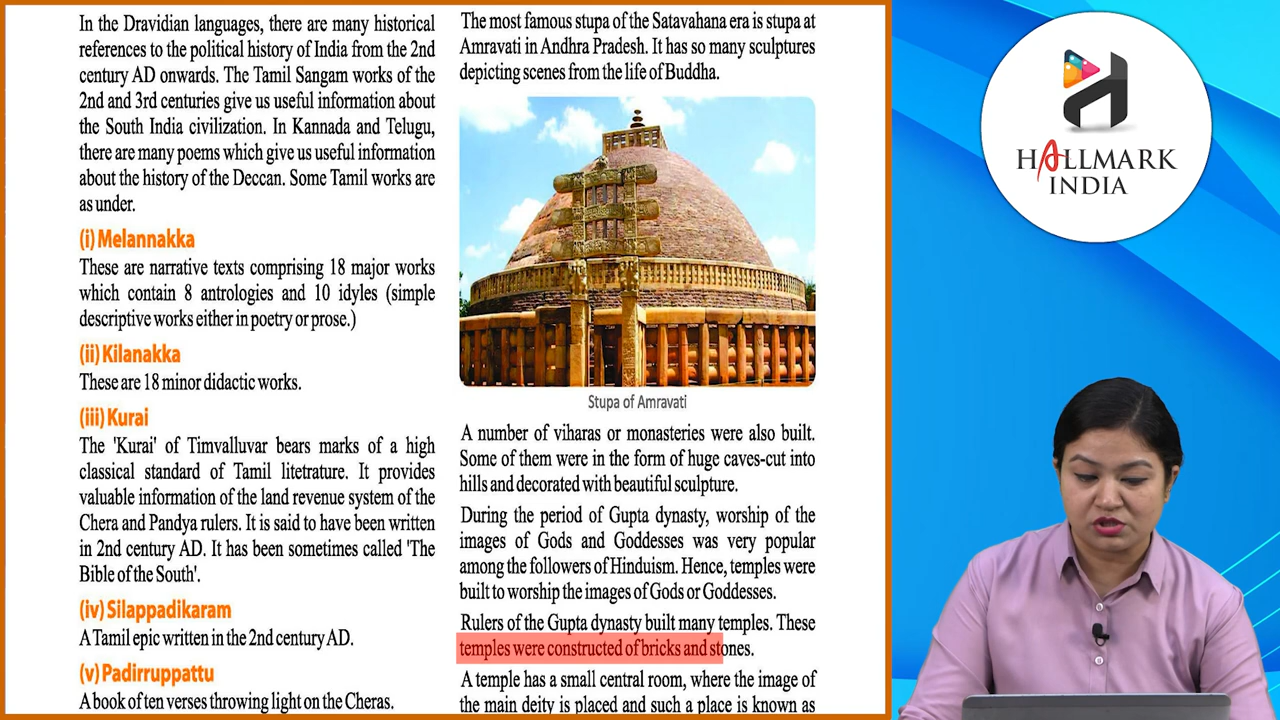 In the Dravidian languages, there are many historical
references to the political history of India from the 2nd
century AD onwards. The Tamil Sangam works of the
2nd and 3rd centuries give us useful information about
the South India civilization. In Kannada and Telugu,
there are many poems which give us useful information
about the history of the Deccan. Some Tamil works are
as under.
(i) Melannakka
These are narrative texts comprising 18 major works
which contain 8 antrologies and 10 idyles (simple
descriptive works either in poetry or prose.)
(ii) Kilanakka
These are 18 minor didactic works.
(iii) Kurai
The 'Kurai' of Timvalluvar bears marks of a high
classical standard of Tamil litetrature. It provides
valuable information of the land revenue system of the
Chera and Pandya rulers. It is said to have been written
in 2nd century AD. It has been sometimes called 'The
Bible of the South'.
(iv) Silappadikaram
A Tamil epic written in the 2nd century AD.
(v) Padirruppattu
A book of ten verses throwing light on the Cheras.
The most famous stupa of the Satavahana era is stupa at
Amravati in Andhra Pradesh. It has so many sculptures
depicting scenes from the life of Buddha.
Stupa of Amravati
A number of viharas or monasteries were also built.
Some of them were in the form of huge caves-cut into
hills and decorated with beautiful sculpture.
During the period of Gupta dynasty, worship of the
images of Gods and Goddesses was very popular
among the followers of Hinduism. Hence, temples were
built to worship the images of Gods or Goddesses.
Rulers of the Gupta dynasty built many temples. These
temples were constructed of bricks and stones.
A temple has a small central room, where the image of
the main deity is placed and such a place is known as
HALLMARK
INDIA